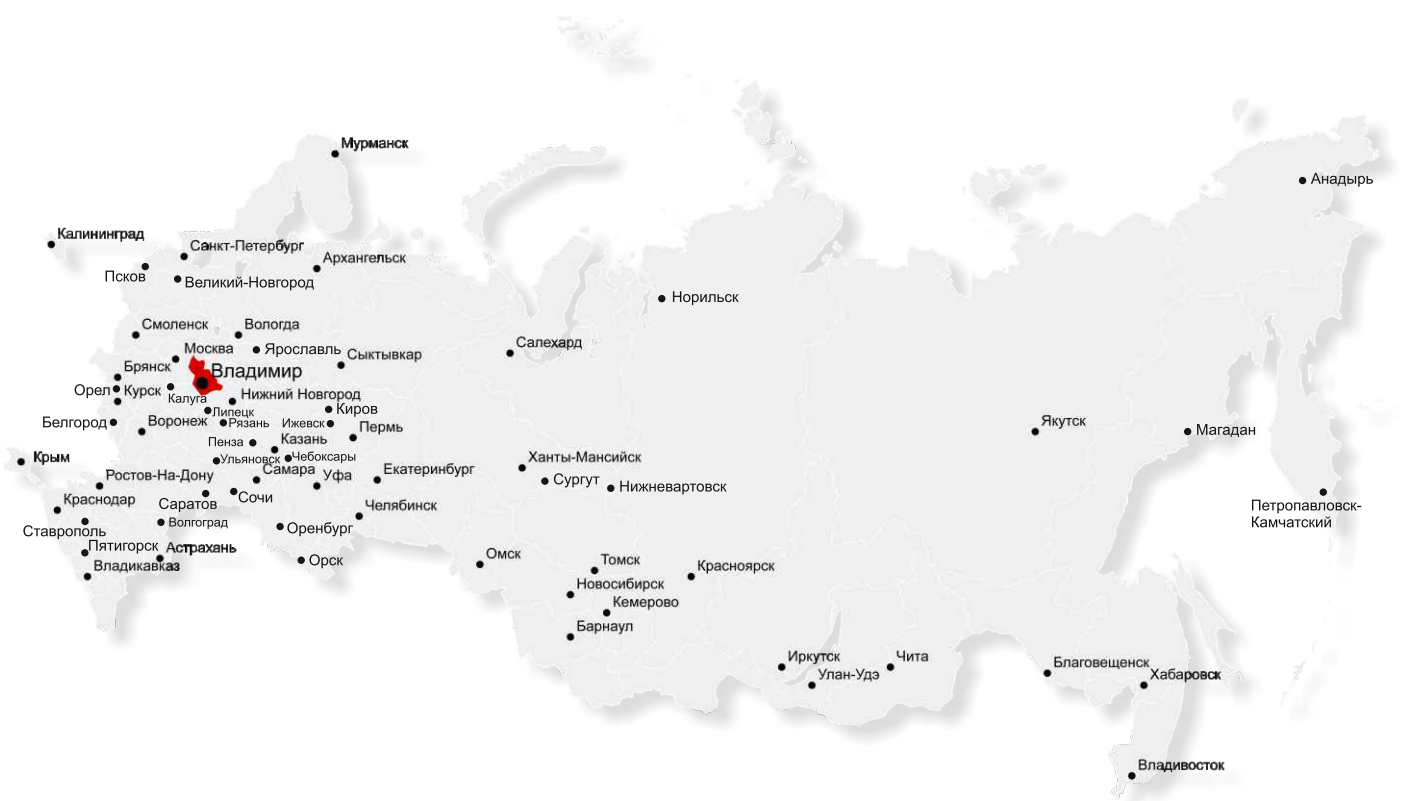 Мурманск
Анадырь
Калининград
Санкт-Петербург
Архангельск
Псков
Великий-Новгород
Норильск
Смоленск
Вологда
Салехард
Москва
Ярославль
Сыктывкар
Брянск
Владимир
Орел
Курск
Калуга
Нижний Новгород
Липецк
Киров
Белгород
Воронеж
Рязань
Ижевск
Якутск
Пермь
Магадан
Пенза
Казань
Крым
Ульяновск
Чебоксары
Ханты-Мансийск
Ростов-На-Дону
Самара
Уфа
Екатеринбург
Сургут
Нижневартовск
Краснодар
Саратов
Сочи
Челябинск
Петропавловск-
Камчатский
Ставрополь
Волгоград
Оренбург
Пятигорск
Астрахань
Омск
Владикавказ
Орск
Томск
Красноярск
Новосибирск
Кемерово
Барнаул
Иркутск
Чита
Благовещенск
Улан-Удэ
Хабаровск
Владивосток